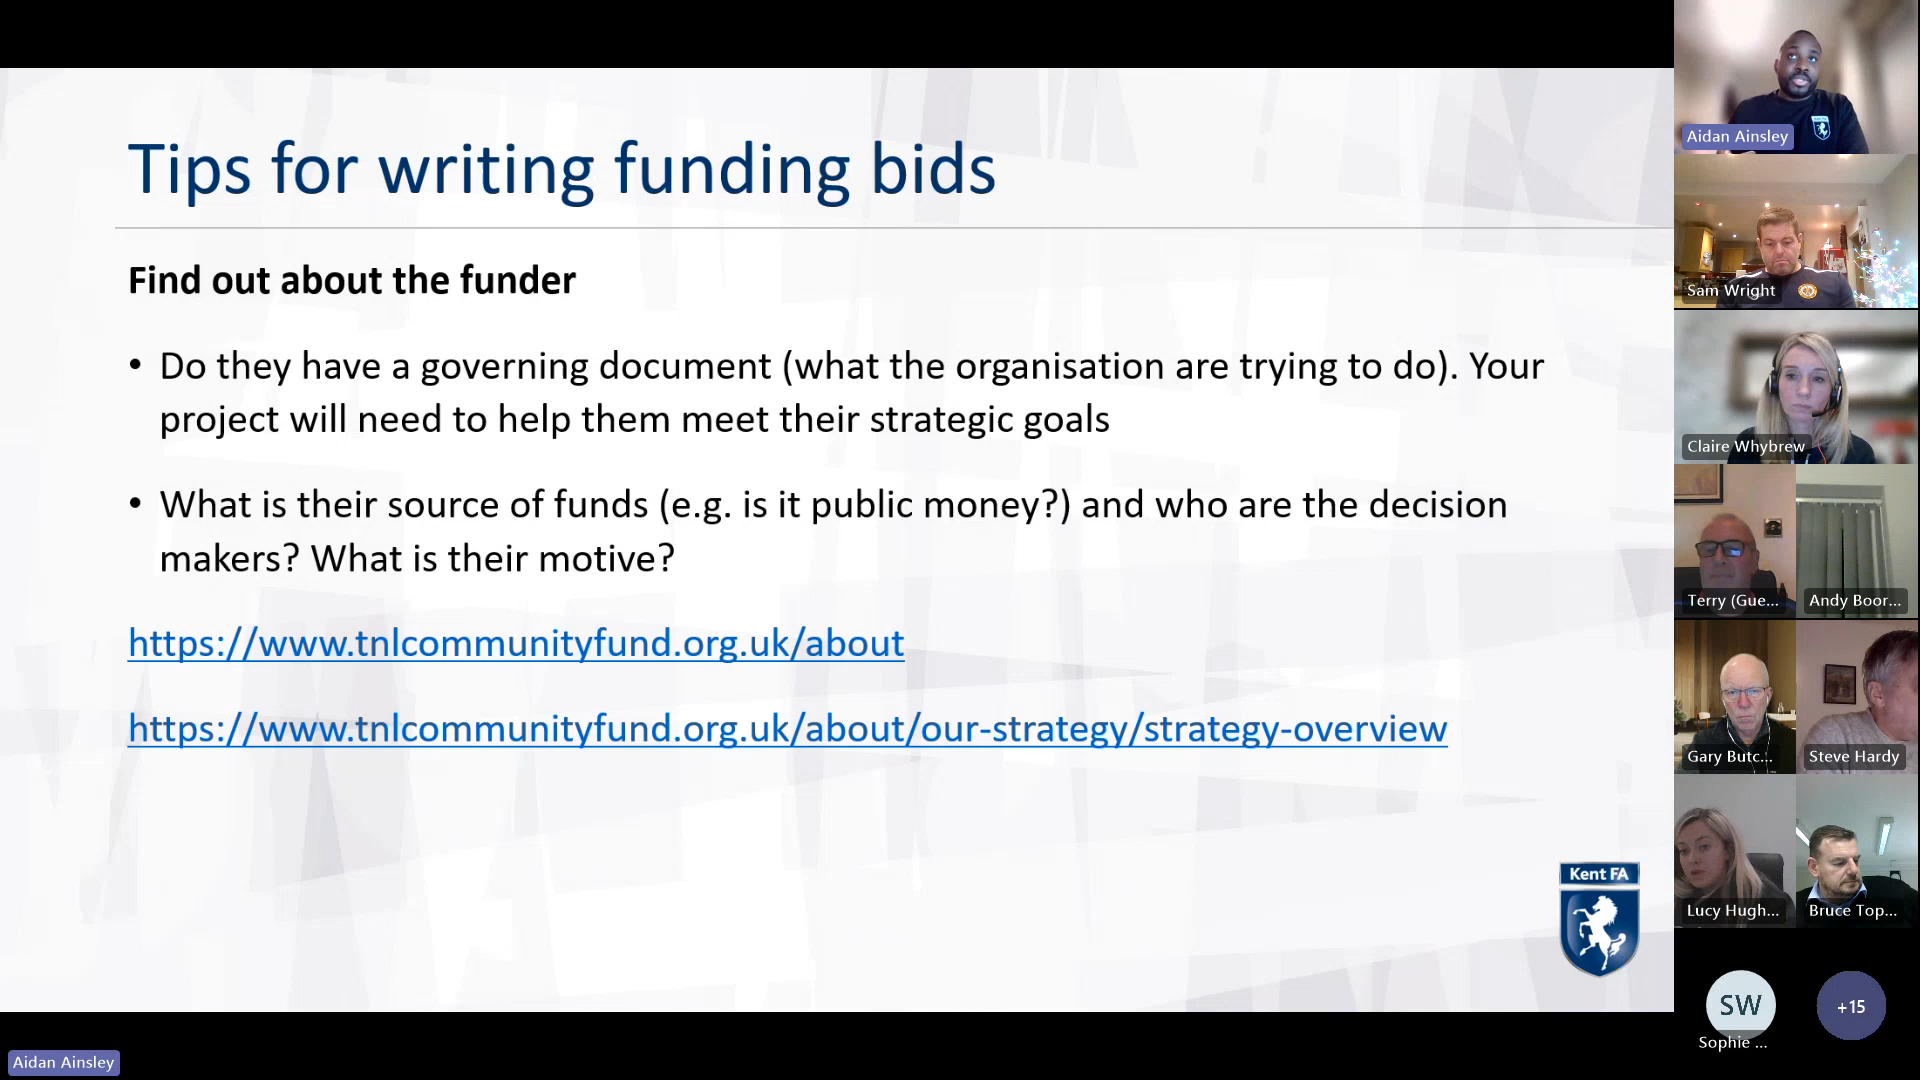 Tips for writing funding bids
Find out about the funder
• Do they have a governing document (what the organisation are trying to do). Your
project will need to help them meet their strategic goals
• What is their source of funds (e.g. is it public money?) and who are the decision
makers? What is their motive?
https://www.tnlcommunityfund.org.uk/about
https://www.tnlcommunityfund.org.uk/about/our-strategy/strategy-overview
Kent FA
Aidan Ainsley
Aidan Ainsley
Sam Wright
Claire Whybrew
Terry (Gue...
Andy Boor...
Gary Butc...
Steve Hardy
Lucy Hugh...
Bruce Top...
SW
+15
Sophie ...